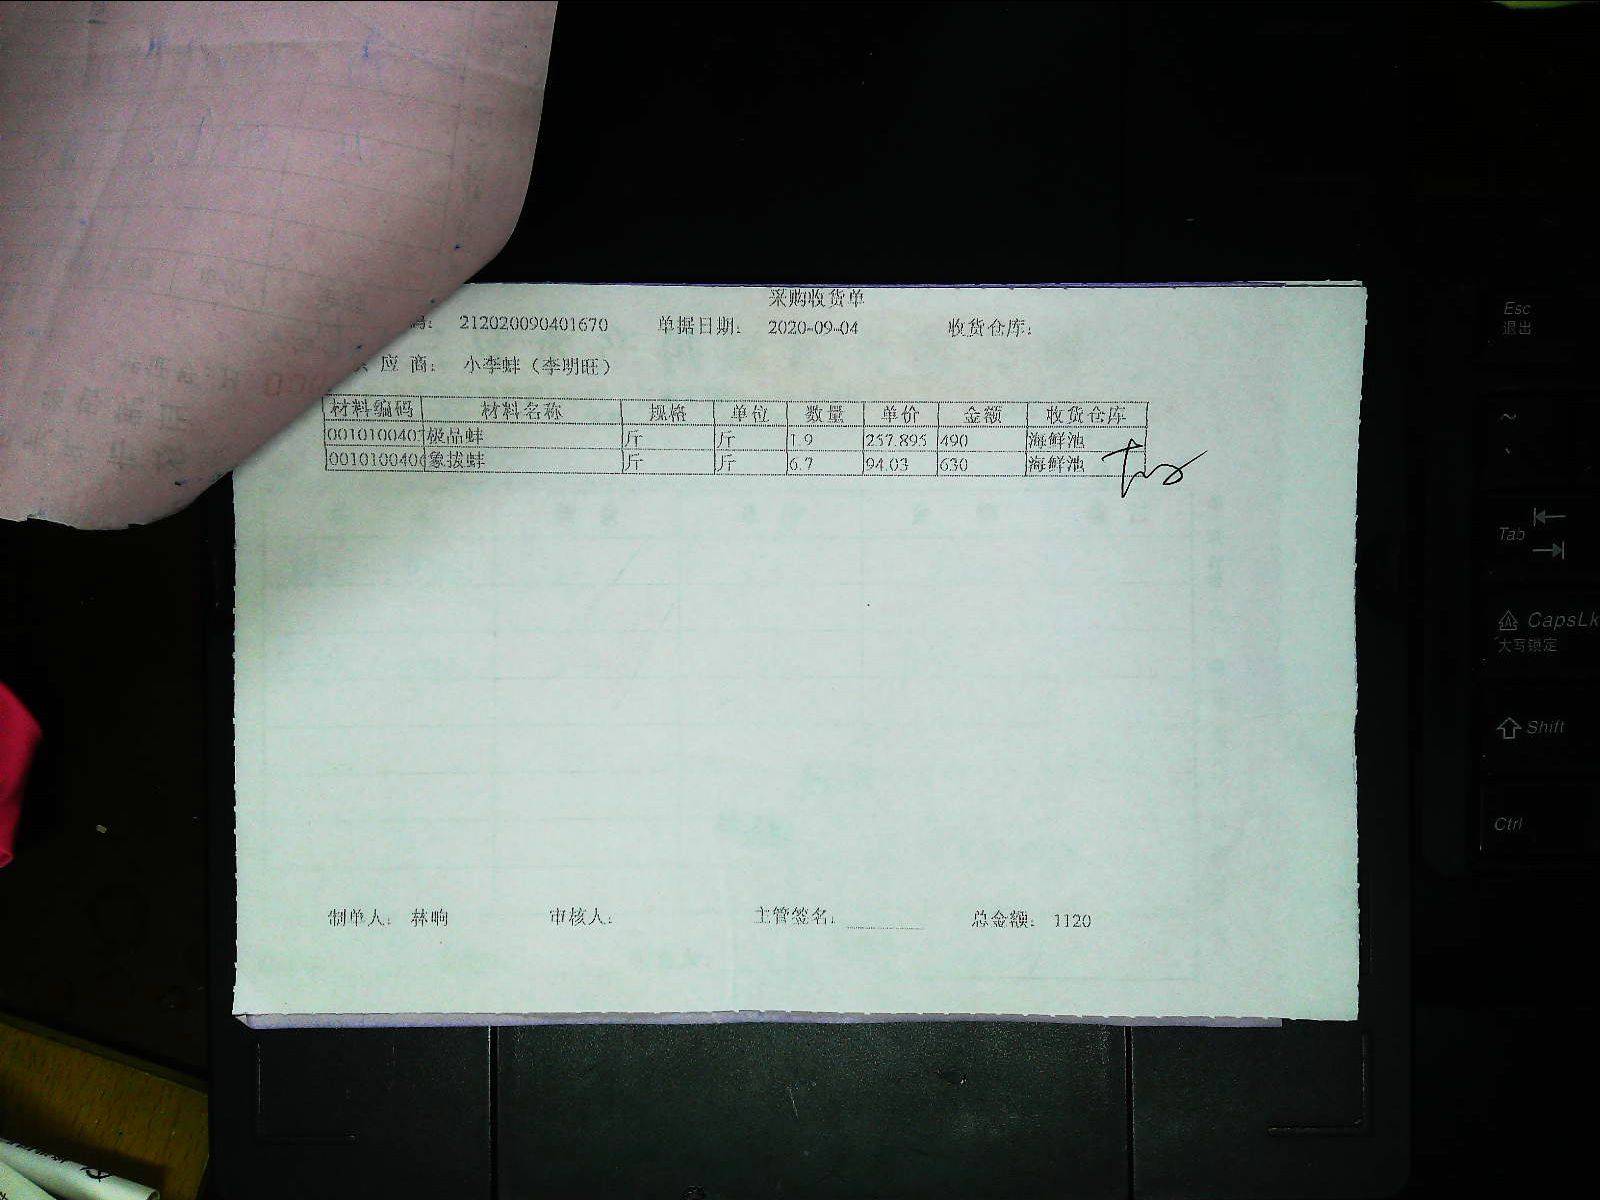 采购收货单
码： 212020090401670 单据日期： 2020-09-04 收货仓库：
应 商： 小李蚌（李明旺）
材料编码 材料名称 规格 单位 数量 单价 金额 收货仓库
0010100403 极品蚌 斤 斤 1.9 257.895 490 海鲜池
0010100406 象拔蚌 斤 斤 6.7 94.03 630 海鲜池
制单人： 林响 审核人： 主管签名： 总金额： 1120
Esc
退出
~
Tab
CapsLk
大写锁定
Shift
Ctrl